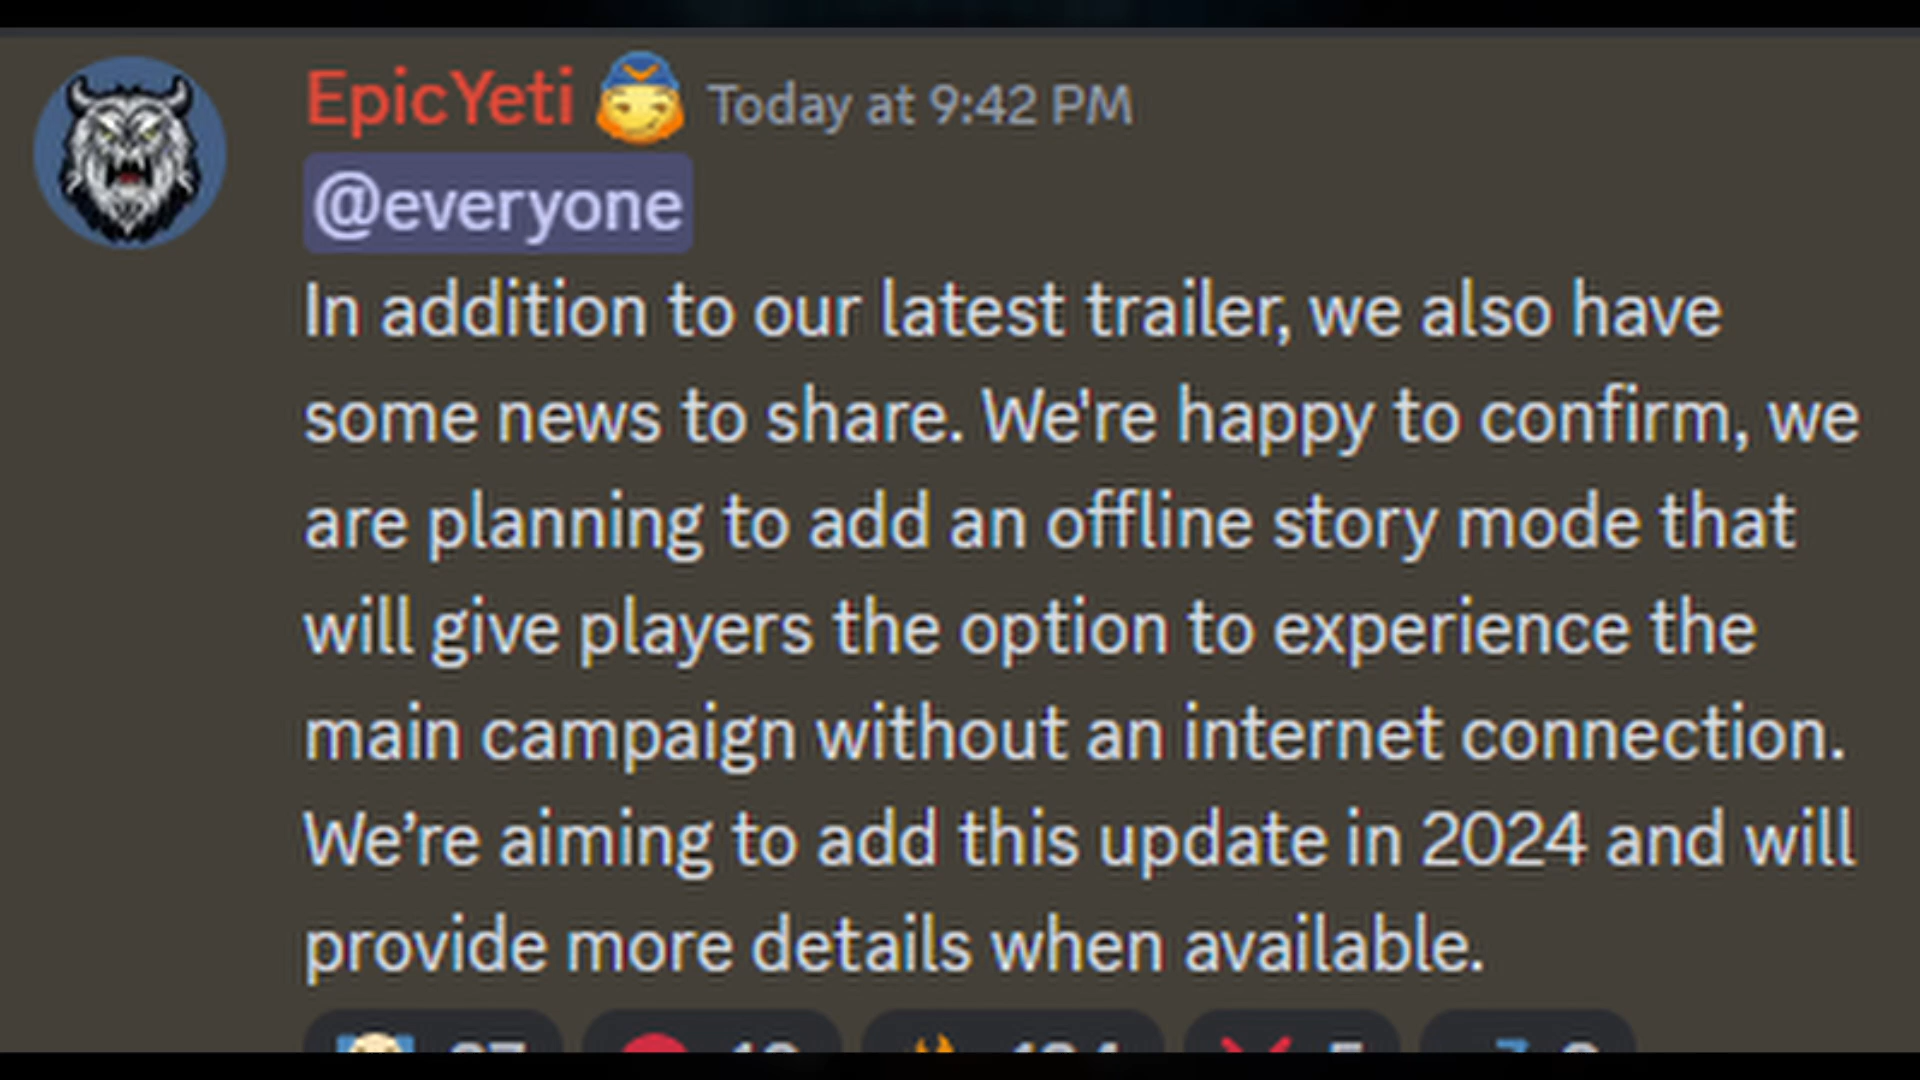 EpicYeti Today at 9:42 PM
@everyone
In addition to our latest trailer, we also have
some news to share. We're happy to confirm, we
are planning to add an offline story mode that
will give players the option to experience the
main campaign without an internet connection.
We’re aiming to add this update in 2024 and will
provide more details when available.